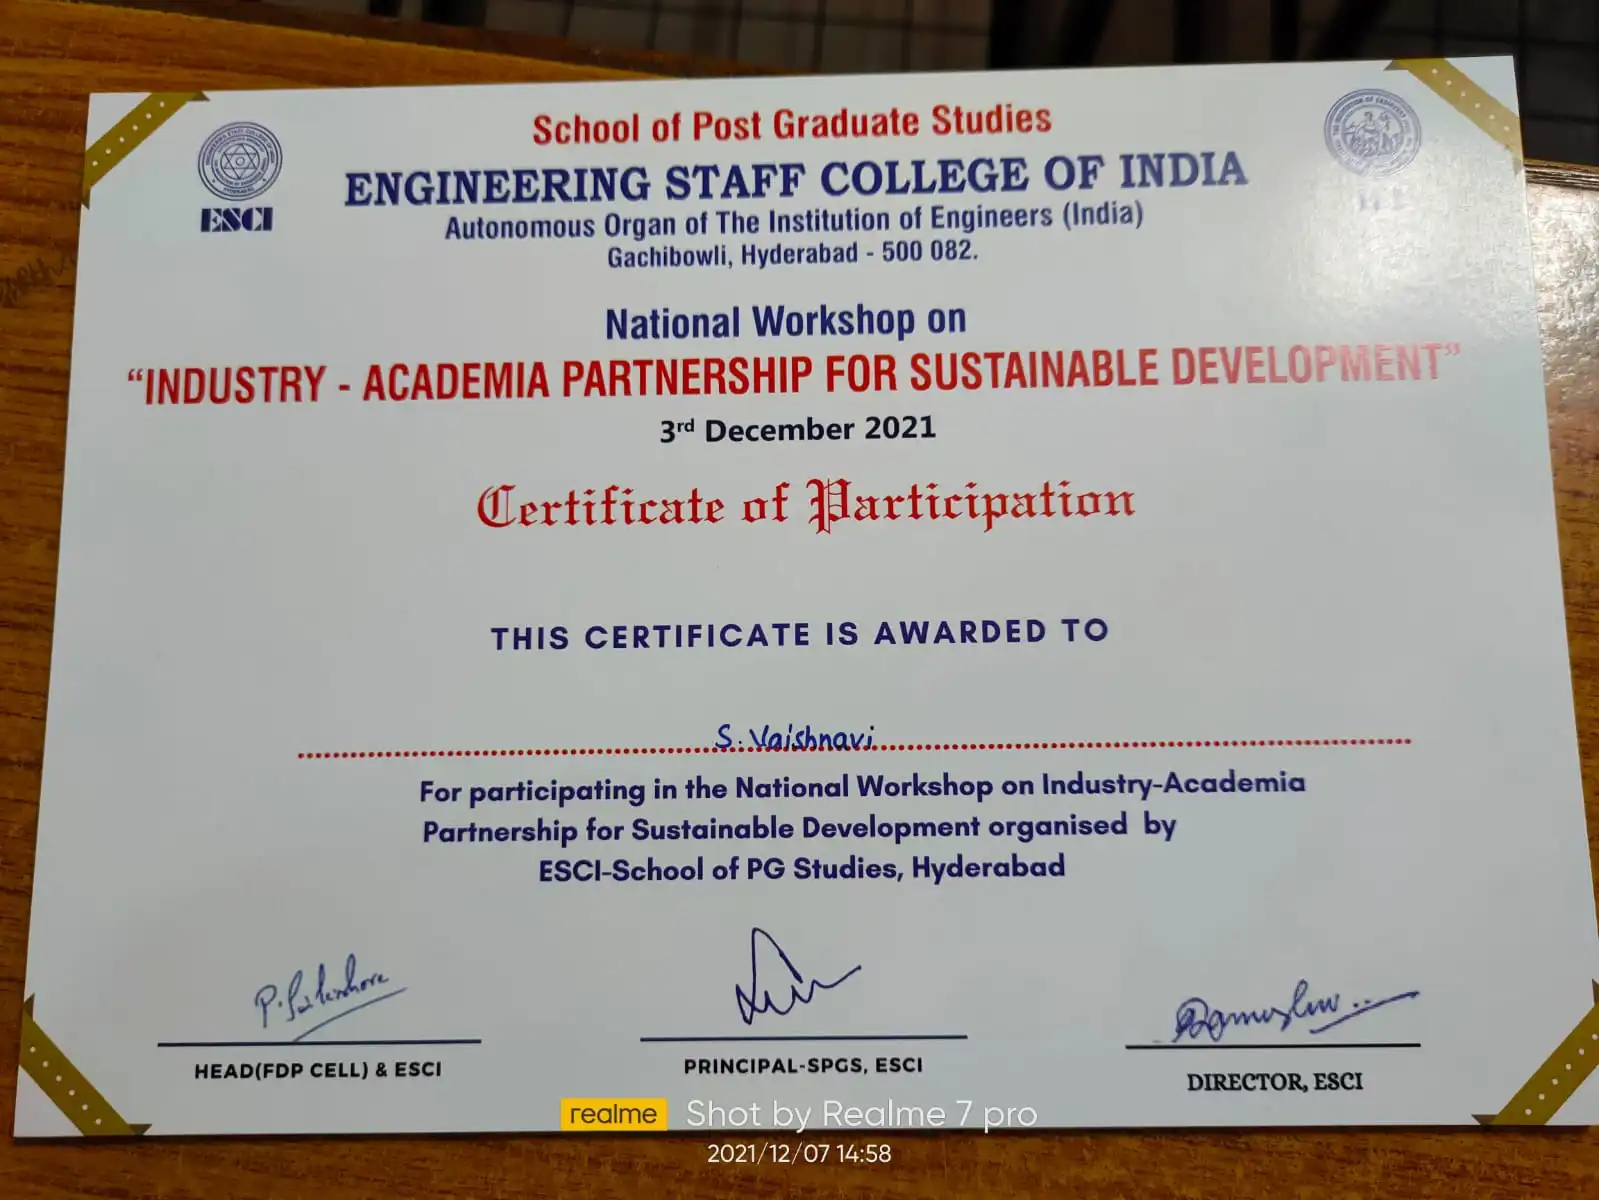 School of Post Graduate Studies
ENGINEERING STAFF COLLEGE OF INDIA
ESCI
Autonomous Organ of The Institution of Engineers (India)
Gachibowli, Hyderabad - 500 082.
National Workshop on
“INDUSTRY - ACADEMIA PARTNERSHIP FOR SUSTAINABLE DEVELOPMENT”
3rd December 2021
Certificate of Participation
THIS CERTIFICATE IS AWARDED TO
S. Vaishnavi
For participating in the National Workshop on Industry-Academia
Partnership for Sustainable Development organised by
ESCI-School of PG Studies, Hyderabad
HEAD(FDP CELL) & ESCI
PRINCIPAL-SPGS, ESCI
DIRECTOR, ESCI
realme Shot by Realme 7 pro
2021/12/07 14:58